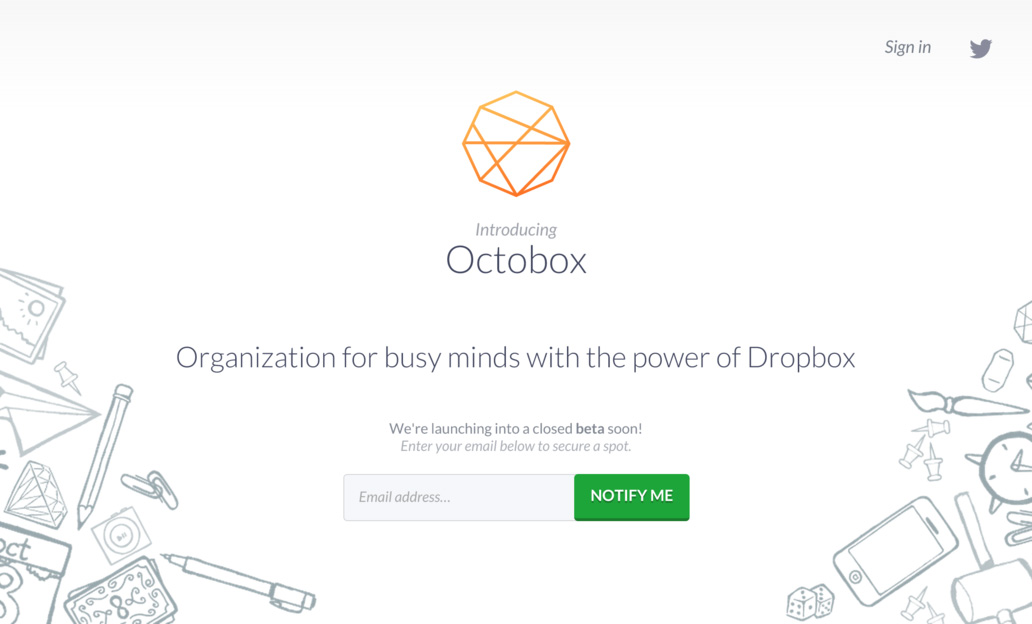 Sign in
Introducing
Octobox
Organization for busy minds with the power of Dropbox
We're launching into a closed beta soon!
Enter your email below to secure a spot.
Email address...
NOTIFY ME
oct
8
8